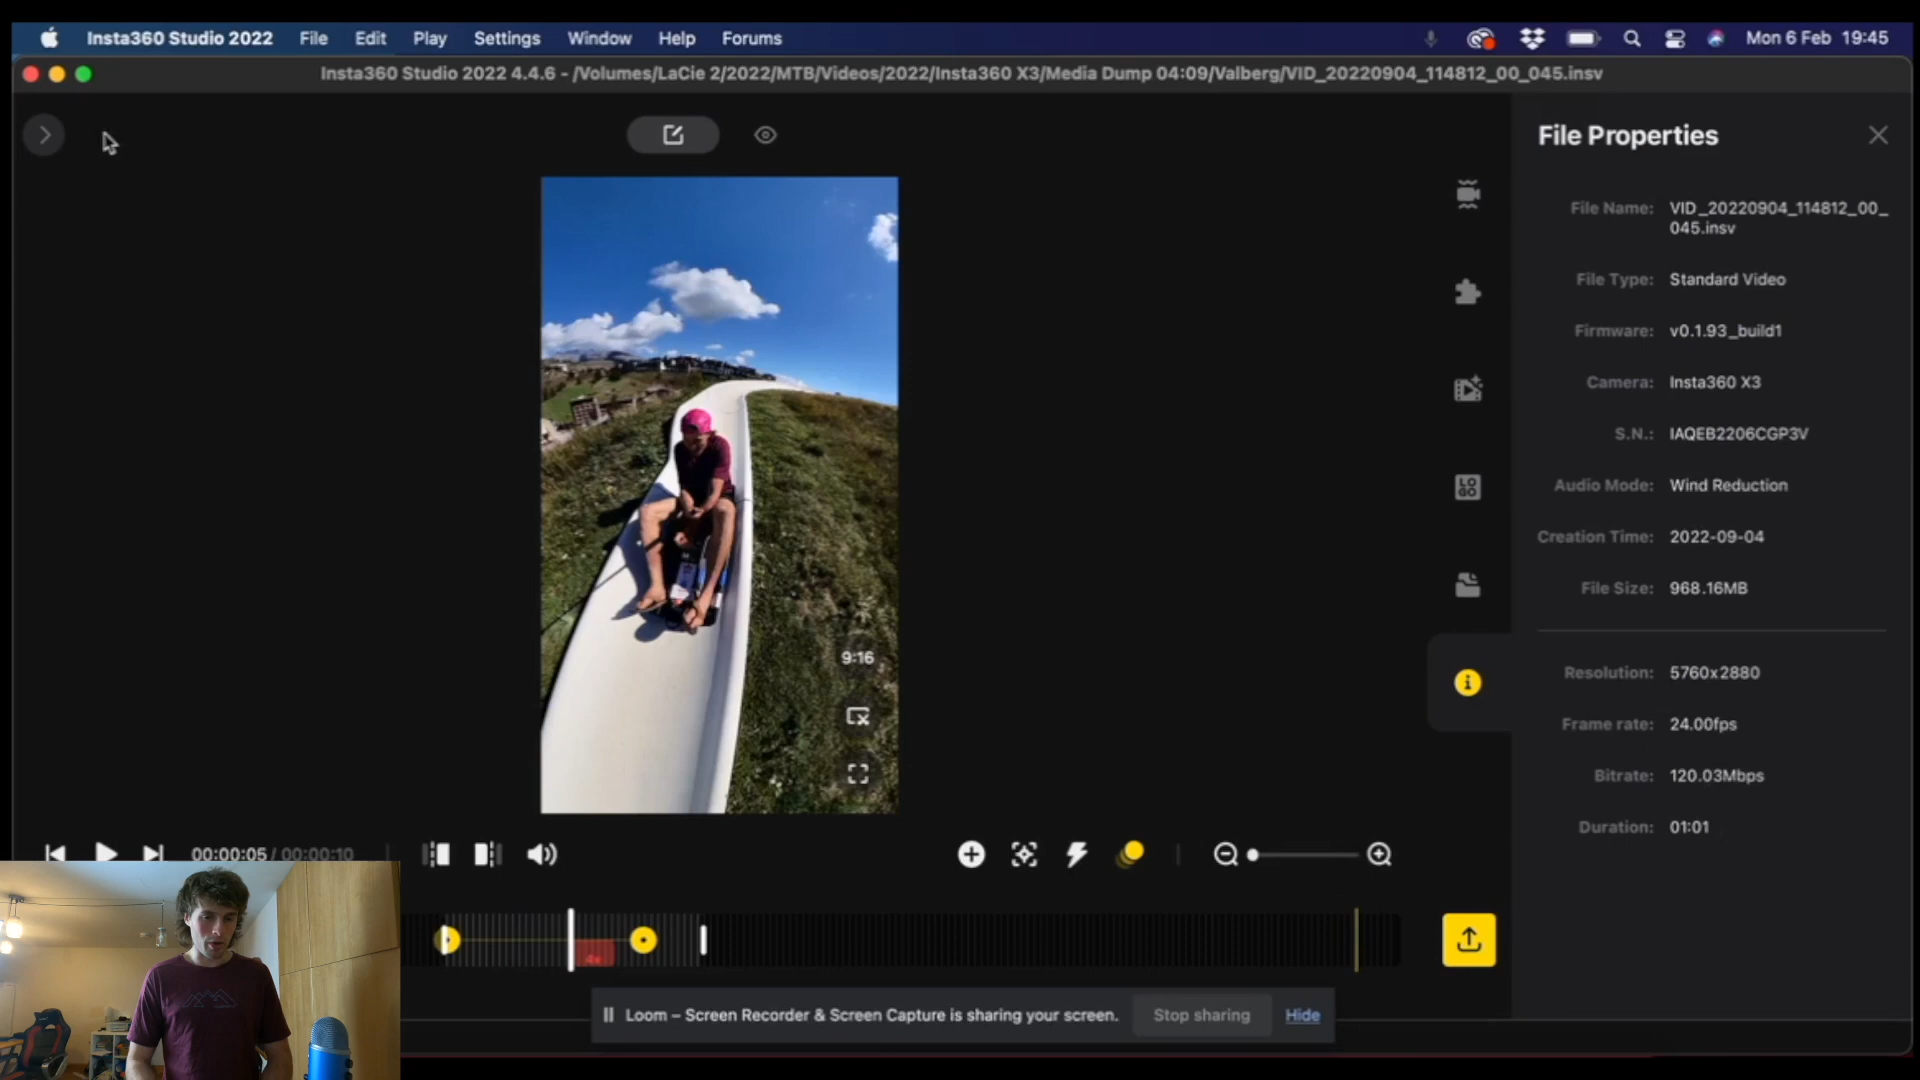 Insta360 Studio 2022 File Edit Play Settings Window Help Forums Mon 6 Feb 19:45
Insta360 Studio 2022 4.4.6 - /Volumes/LaCie 2/2022/MTB/Videos/2022/Insta360 X3/Media Dump 04:09/Valberg/VID_20220904_114812_00_045.insv
File Properties
File Name: VID_20220904_114812_00_
045.insv
File Type: Standard Video
Firmware: v0.1.93_build1
Camera: Insta360 X3
S.N.: IAQEB2206CGP3V
LO
GO
Audio Mode: Wind Reduction
Creation Time: 2022-09-04
File Size: 968.16MB
9:16
Resolution: 5760x2880
Frame rate: 24.00fps
Bitrate: 120.03Mbps
Duration: 01:01
00:00:05 / 00:00:10
4x
Loom – Screen Recorder & Screen Capture is sharing your screen. Stop sharing Hide